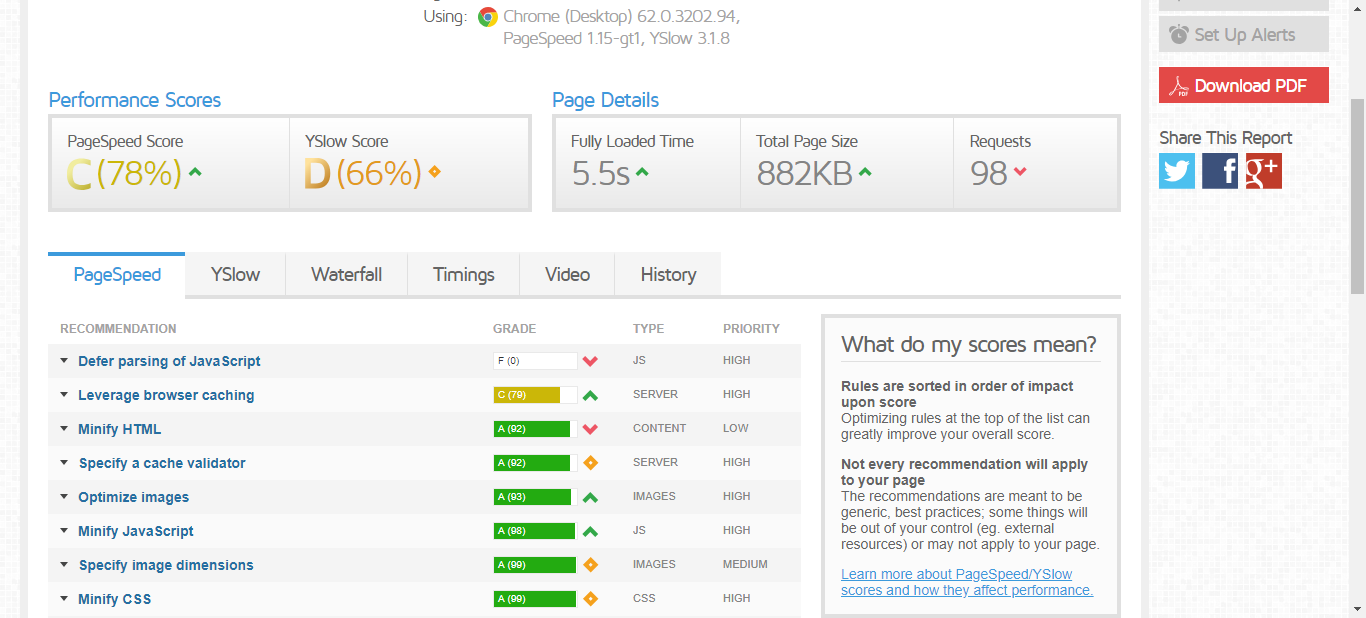 Using: Chrome (Desktop) 62.0.3202.94,
PageSpeed 1.15-gt1, YSlow 3.1.8
Set Up Alerts
PDF Download PDF
Share This Report
Performance Scores
PageSpeed Score
C (78%)
YSlow Score
D (66%)
Page Details
Fully Loaded Time
5.5s
Total Page Size
882KB
Requests
98
PageSpeed YSlow Waterfall Timings Video History
RECOMMENDATION GRADE TYPE PRIORITY
Defer parsing of JavaScript F (0) JS HIGH
Leverage browser caching C (79) SERVER HIGH
Minify HTML A (92) CONTENT LOW
Specify a cache validator A (92) SERVER HIGH
Optimize images A (93) IMAGES HIGH
Minify JavaScript A (98) JS HIGH
Specify image dimensions A (99) IMAGES MEDIUM
Minify CSS A (99) CSS HIGH
What do my scores mean?
Rules are sorted in order of impact
upon score
Optimizing rules at the top of the list can
greatly improve your overall score.
Not every recommendation will apply
to your page
The recommendations are meant to be
generic, best practices; some things will
be out of your control (eg. external
resources) or may not apply to your page.
Learn more about PageSpeed/YSlow
scores and how they affect performance.